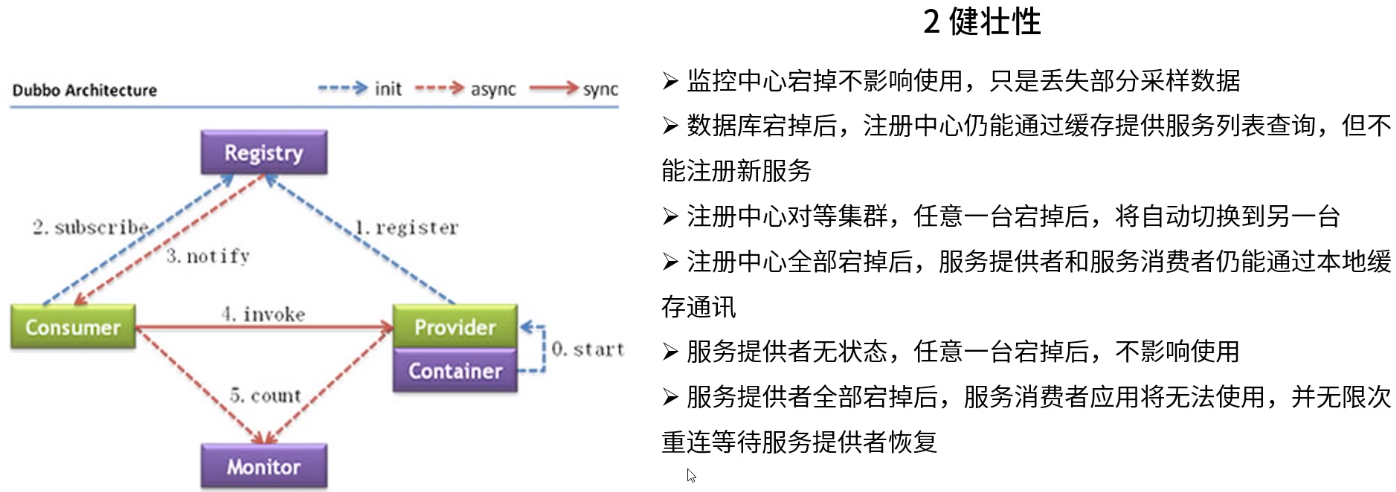 Dubbo Architecture
init
async
sync
Registry
2.subscribe
1.register
3.notify
Consumer
4. invoke
Provider
0.start
Container
5. count
Monitor
2 健壮性
➢ 监控中心宕掉不影响使用，只是丢失部分采样数据
➢ 数据库宕掉后，注册中心仍能通过缓存提供服务列表查询，但不
能注册新服务
➢ 注册中心对等集群，任意一台宕掉后，将自动切换到另一台
➢ 注册中心全部宕掉后，服务提供者和服务消费者仍能通过本地缓
存通讯
➢ 服务提供者无状态，任意一台宕掉后，不影响使用
➢ 服务提供者全部宕掉后，服务消费者应用将无法使用，并无限次
重连等待服务提供者恢复